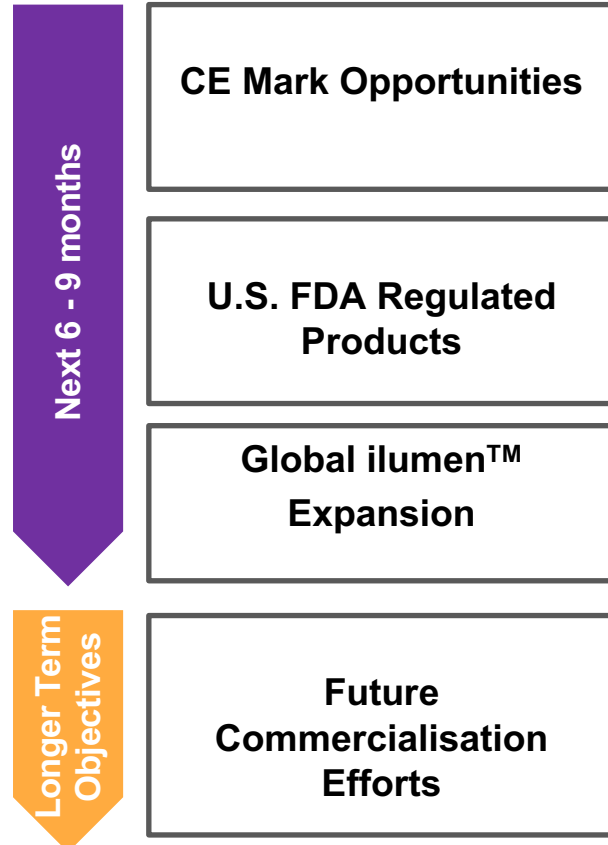 Next 6 - 9 months
CE Mark Opportunities
U.S. FDA Regulated
Products
Global ilumen™
Expansion
Longer Term
Objectives
Future
Commercialisation
Efforts